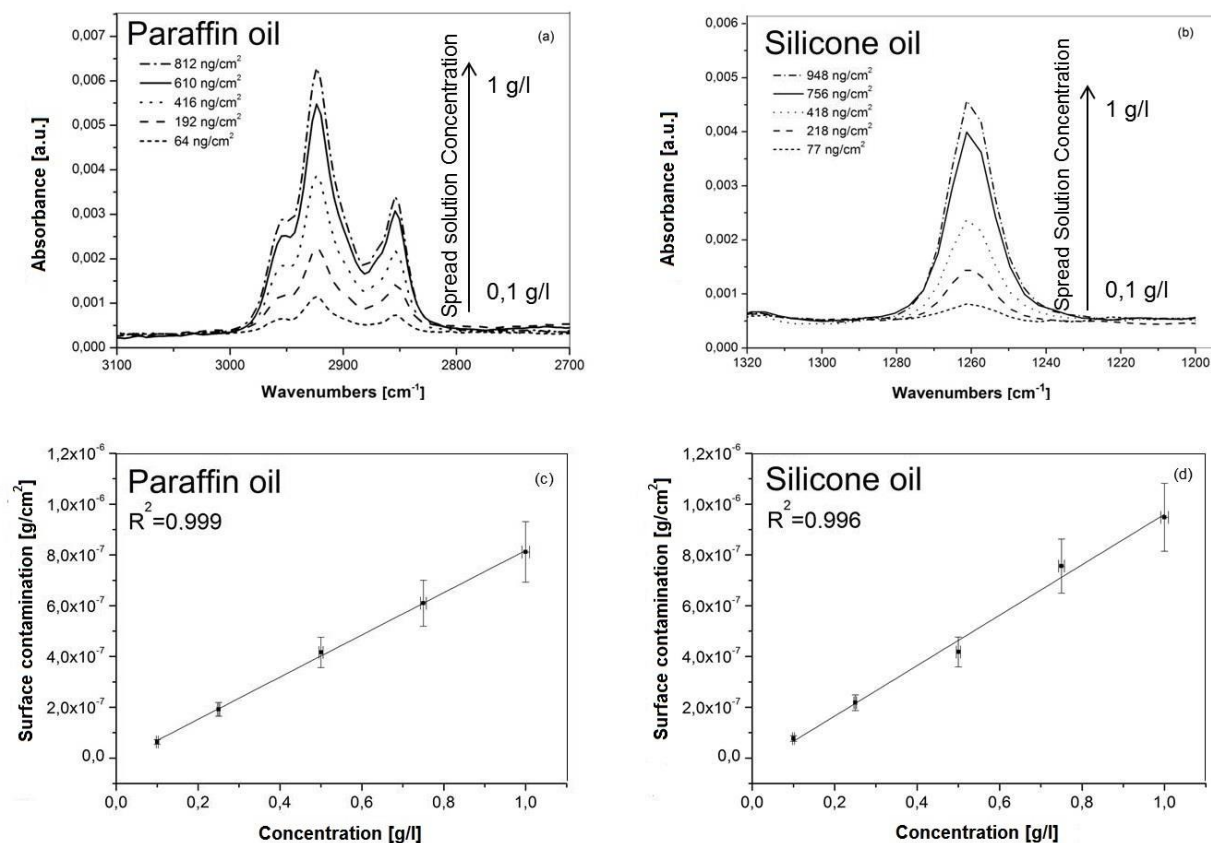 Paraffin oil
(a)
812 ng/cm²
610 ng/cm²
416 ng/cm²
192 ng/cm²
64 ng/cm²
Spread solution Concentration
1 g/l
0,1 g/l
0,007
0,006
0,005
0,004
0,003
0,002
0,001
0,000
Absorbance [a.u.]
3100
3000
2900
2800
2700
Wavenumbers [cm⁻¹]
Silicone oil
(b)
948 ng/cm²
756 ng/cm²
418 ng/cm²
218 ng/cm²
77 ng/cm²
Spread Solution Concentration
1 g/l
0,1 g/l
0,006
0,005
0,004
0,003
0,002
0,001
0,000
Absorbance [a.u.]
1320
1300
1280
1260
1240
1220
1200
Wavenumbers [cm⁻¹]
Paraffin oil
(c)
R²=0.999
1,2x10⁻⁶
1,0x10⁻⁶
8,0x10⁻⁷
6,0x10⁻⁷
4,0x10⁻⁷
2,0x10⁻⁷
0,0
Surface contamination [g/cm²]
0,0
0,2
0,4
0,6
0,8
1,0
Concentration [g/l]
Silicone oil
(d)
R²=0.996
1,2x10⁻⁶
1,0x10⁻⁶
8,0x10⁻⁷
6,0x10⁻⁷
4,0x10⁻⁷
2,0x10⁻⁷
0,0
Surface contamination [g/cm²]
0,0
0,2
0,4
0,6
0,8
1,0
Concentration [g/l]